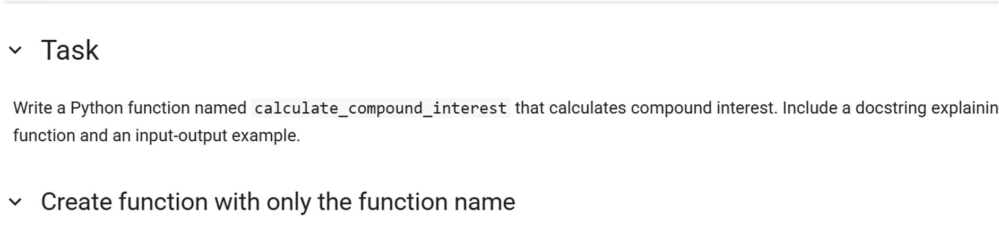 Task
Write a Python function named calculate_compound_interest that calculates compound interest. Include a docstring explainin
function and an input-output example.
Create function with only the function name